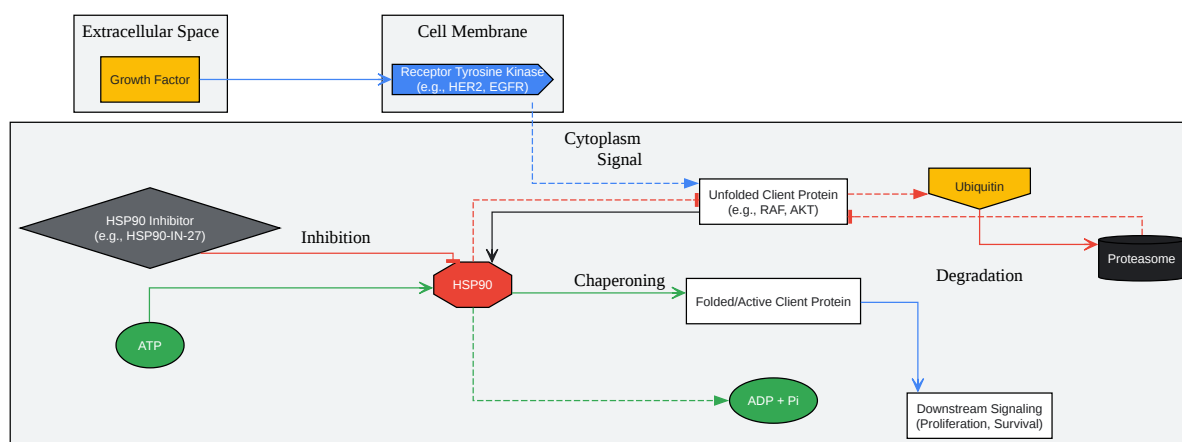 Extracellular Space
Cell Membrane
Growth Factor
Receptor Tyrosine Kinase
(e.g., HER2, EGFR)
Cytoplasm
Signal
Unfolded Client Protein
(e.g., RAF, AKT)
Ubiquitin
HSP90 Inhibitor
(e.g., HSP90-IN-27)
Inhibition
Proteasome
Degradation
HSP90
Chaperoning
Folded/Active Client Protein
ATP
ADP + Pi
Downstream Signaling
(Proliferation, Survival)